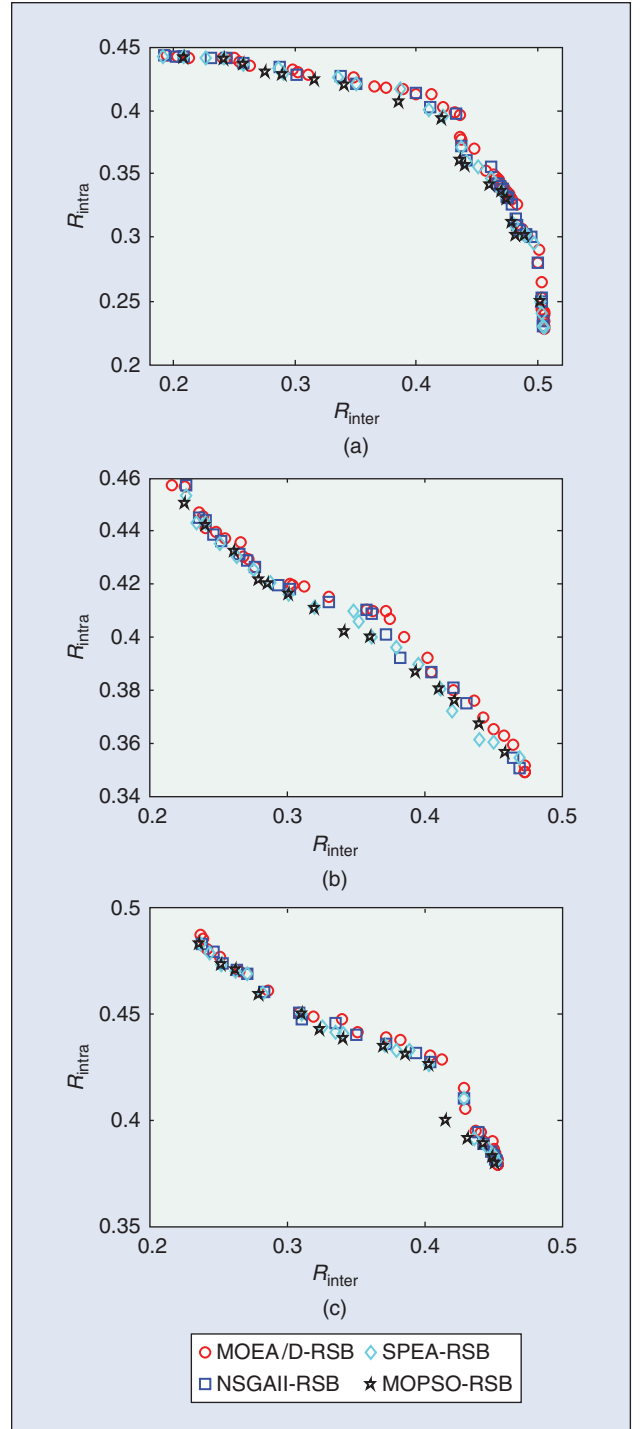 0.45
0.4
0.35
0.3
0.25
0.2
R_intra
0.2 0.3 0.4 0.5
R_inter
(a)
0.46
0.44
0.42
0.4
0.38
0.36
0.34
R_intra
0.2 0.3 0.4 0.5
R_inter
(b)
0.5
0.45
0.4
0.35
R_intra
0.2 0.3 0.4 0.5
R_inter
(c)
MOEA/D-RSB SPEA-RSB
NSGAII-RSB MOPSO-RSB